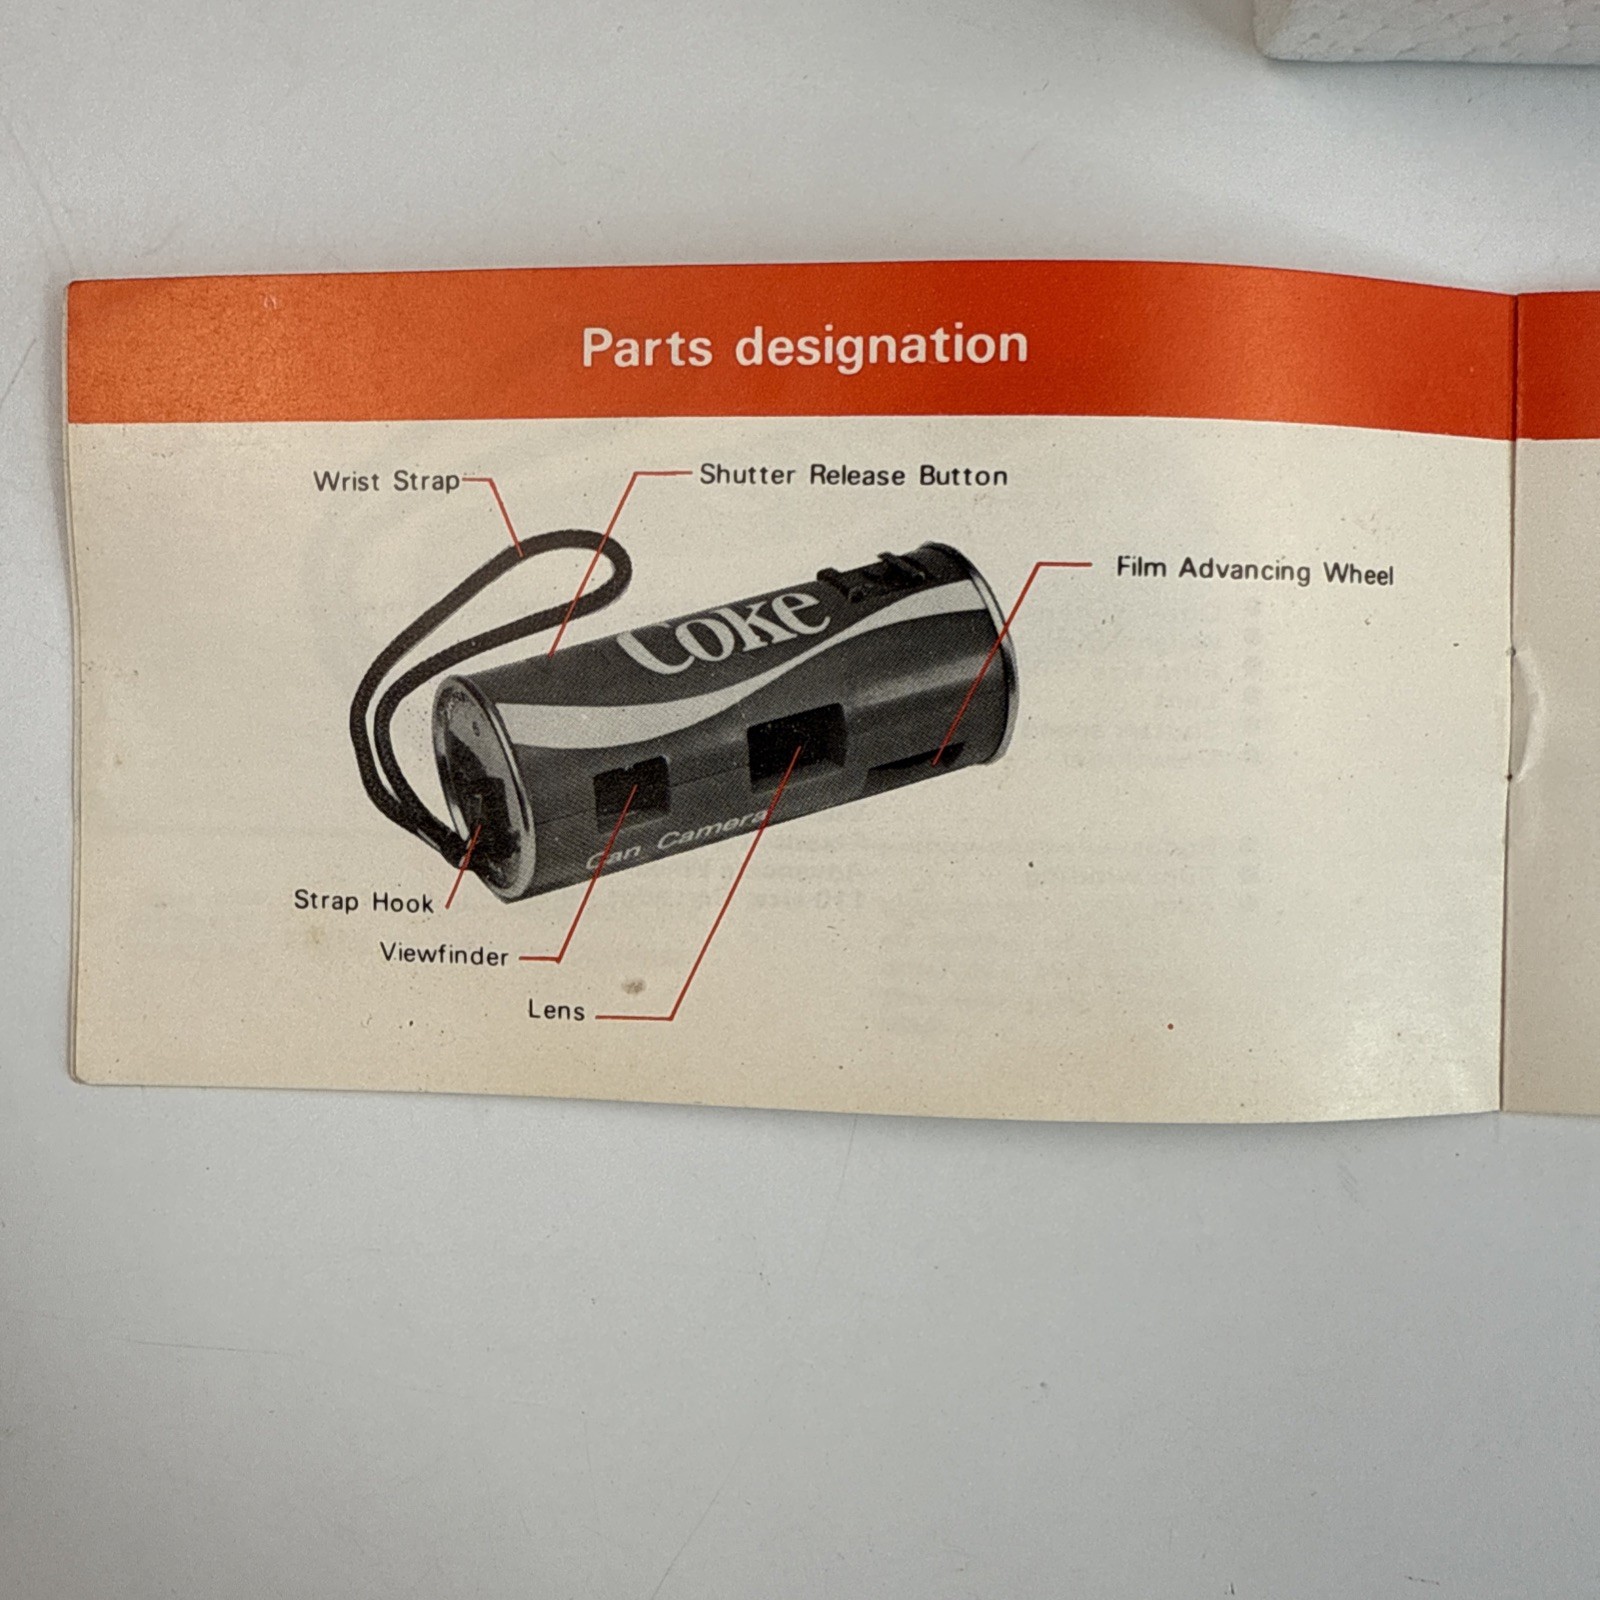 Parts designation
Wrist Strap
Shutter Release Button
Film Advancing Wheel
Coke
Can Camera
Strap Hook
Viewfinder
Lens